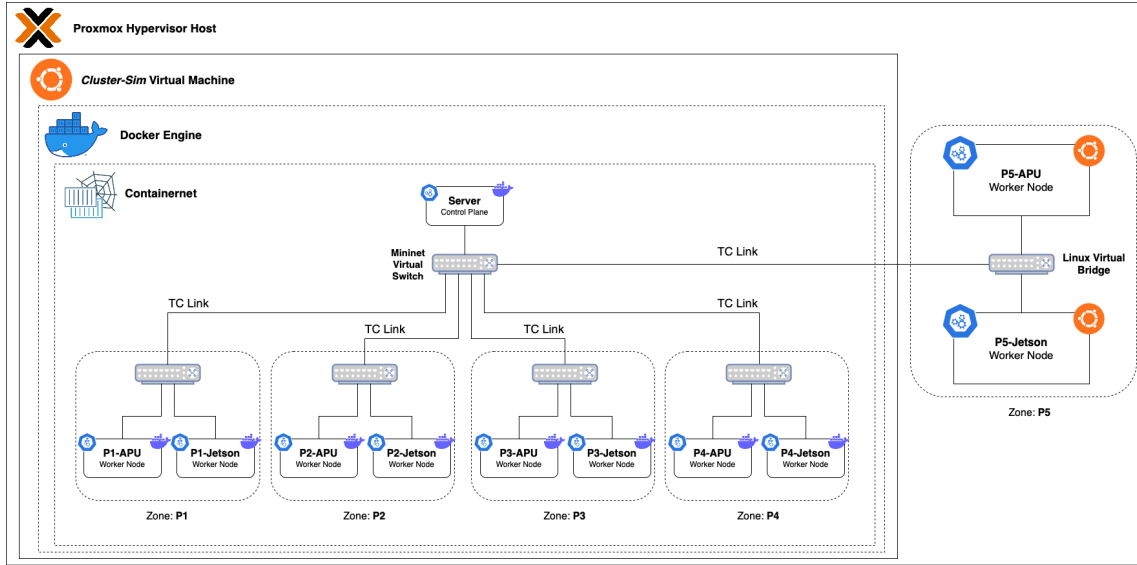 Proxmox Hypervisor Host
Cluster-Sim Virtual Machine
Docker Engine
Containernet
Server
Control Plane
Mininet
Virtual
Switch
TC Link
Linux Virtual
Bridge
P5-APU
Worker Node
P5-Jetson
Worker Node
Zone: P5
TC Link
TC Link
TC Link
TC Link
P1-APU
Worker Node
P1-Jetson
Worker Node
P2-APU
Worker Node
P2-Jetson
Worker Node
P3-APU
Worker Node
P3-Jetson
Worker Node
P4-APU
Worker Node
P4-Jetson
Worker Node
Zone: P1
Zone: P2
Zone: P3
Zone: P4